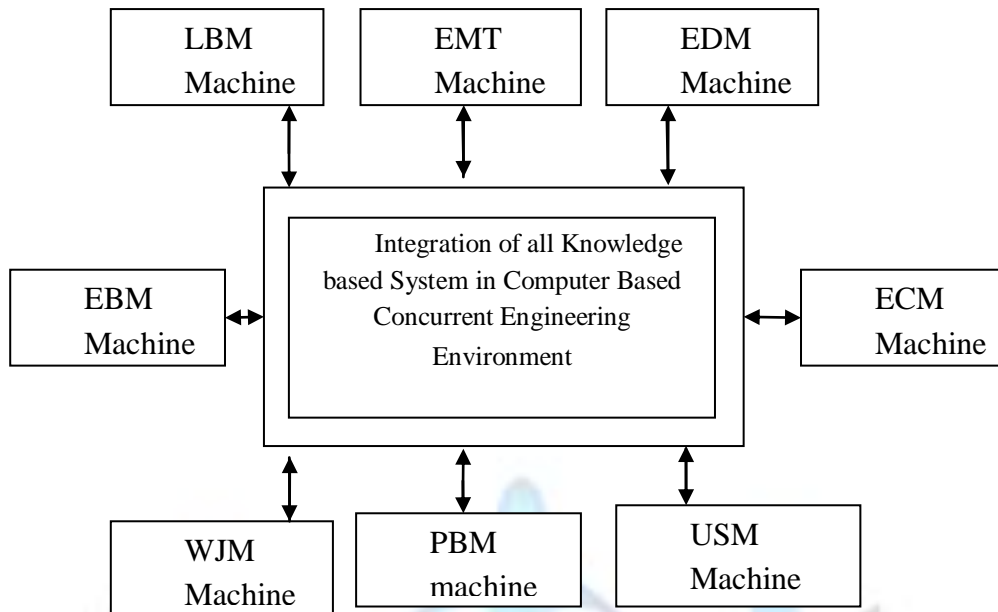 LBM
Machine
EMT
Machine
EDM
Machine
Integration of all Knowledge
based System in Computer Based
Concurrent Engineering
Environment
EBM
Machine
ECM
Machine
WJM
Machine
PBM
machine
USM
Machine